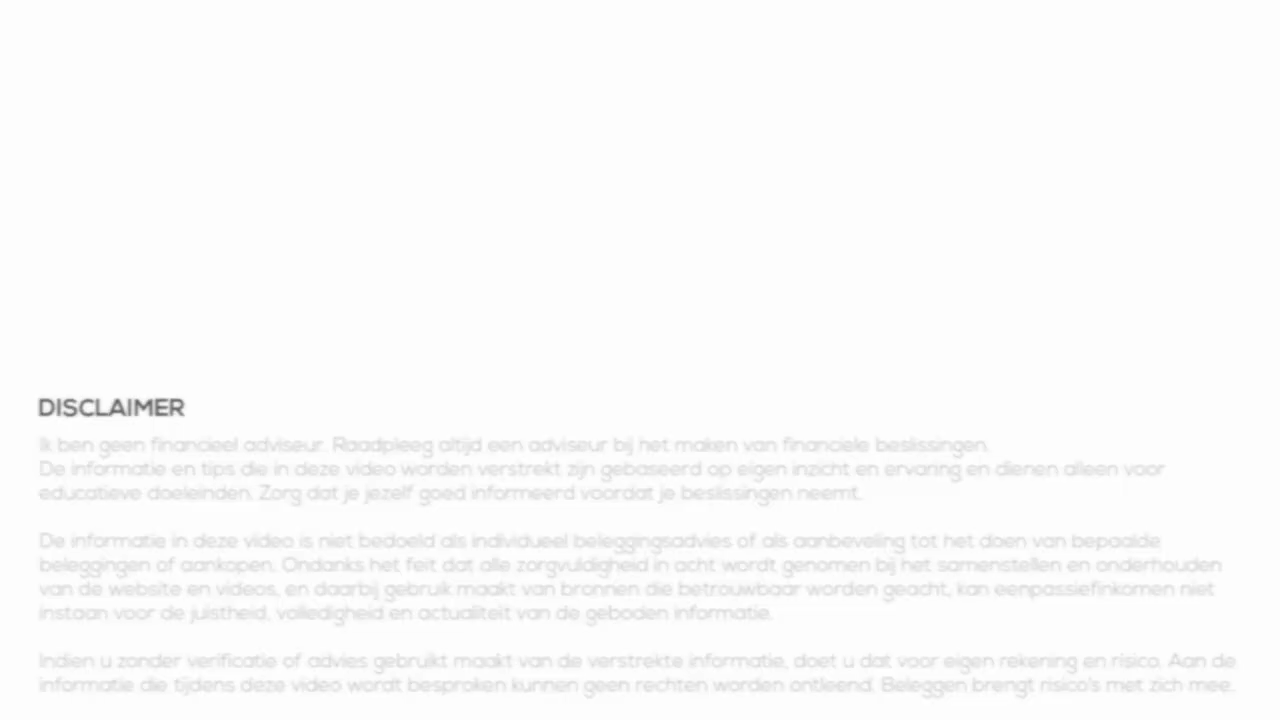 DISCLAIMER
Ik ben geen financieel adviseur. Raadpleeg altijd een adviseur bij het maken van financiele beslissingen.
De informatie en tips die in deze video worden verstrekt zijn gebaseerd op eigen inzicht en ervaring en dienen alleen voor
educatieve doeleinden. Zorg dat je jezelf goed informeerd voordat je beslissingen neemt.
De informatie in deze video is niet bedoeld als individueel beleggingsadvies of als aanbeveling tot het doen van bepaalde
beleggingen of aankopen. Ondanks het feit dat alle zorgvuldigheid in acht wordt genomen bij het samenstellen en onderhouden
van de website en videos, en daarbij gebruik maakt van bronnen die betrouwbaar worden geacht, kan eenpassiefinkomen niet
instaan voor de juistheid, volledigheid en actualiteit van de geboden informatie.
Indien u zonder verificatie of advies gebruikt maakt van de verstrekte informatie, doet u dat voor eigen rekening en risico. Aan de
informatie die tijdens deze video wordt besproken kunnen geen rechten worden ontleend. Beleggen brengt risico's met zich mee.